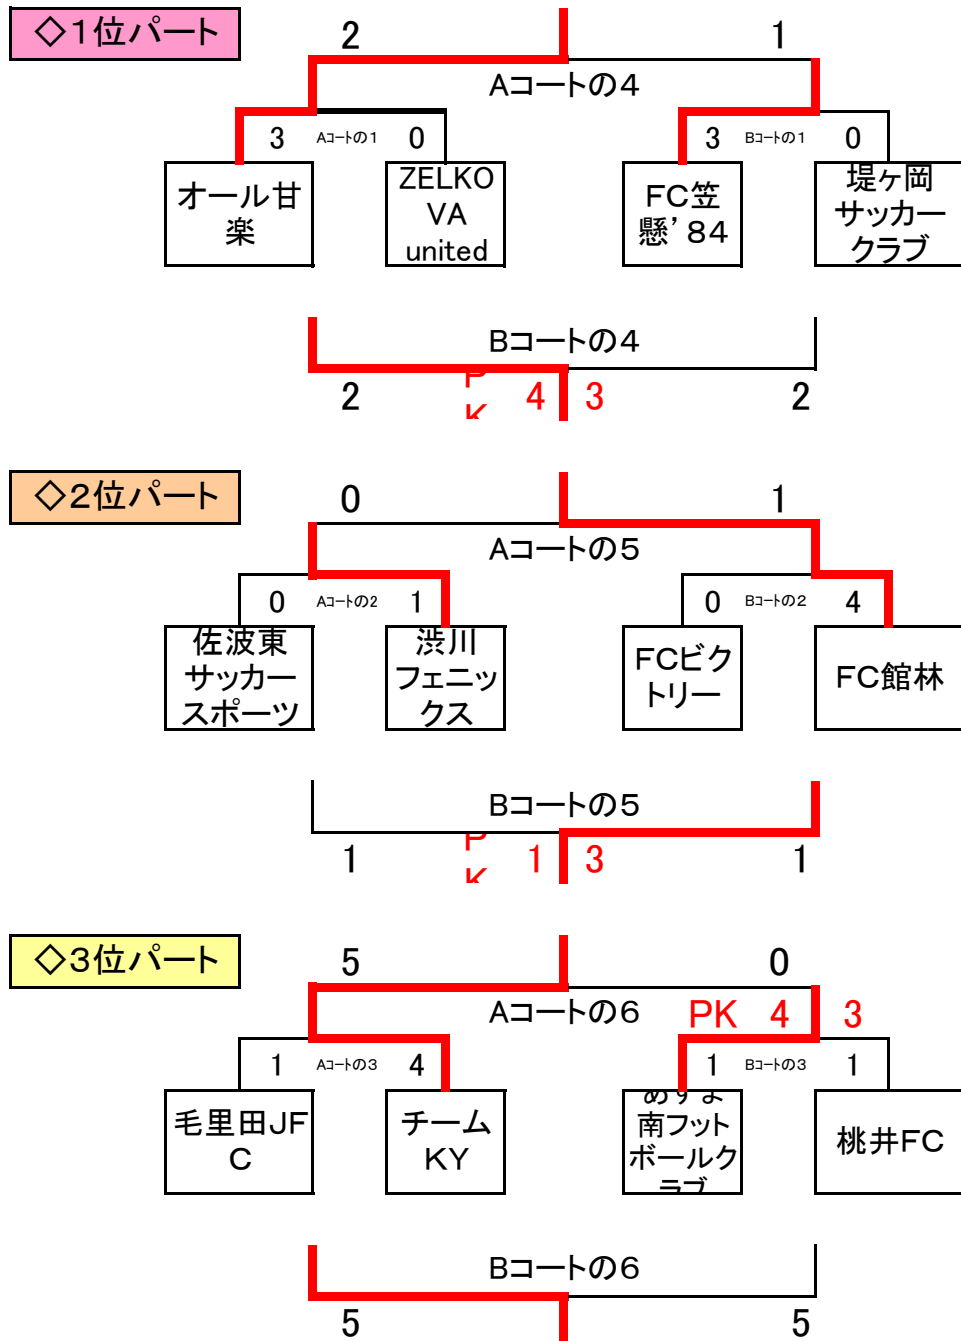 ◇１位パート
2 1
Aコートの４
3 Aコートの1 0 3 Bコートの1 0
オール甘
楽
ZELKO
VA
united
FC笠
懸’８４
堤ヶ岡
サッカー
クラブ
Bコートの４
2 PK 4 3 2
◇２位パート
0 1
Aコートの５
0 Aコートの2 1 0 Bコートの２ 4
佐波東
サッカー
スポーツ
渋川
フェニッ
クス
FCビク
トリー
FC館林
Bコートの５
1 PK 1 3 1
◇３位パート
5 0
Aコートの６ PK 4 3
1 Aコートの3 4 1 Bコートの3 1
毛里田JF
C
チーム
KY
あすま
南フット
ボールク
ラブ
桃井FC
Bコートの６
5 5